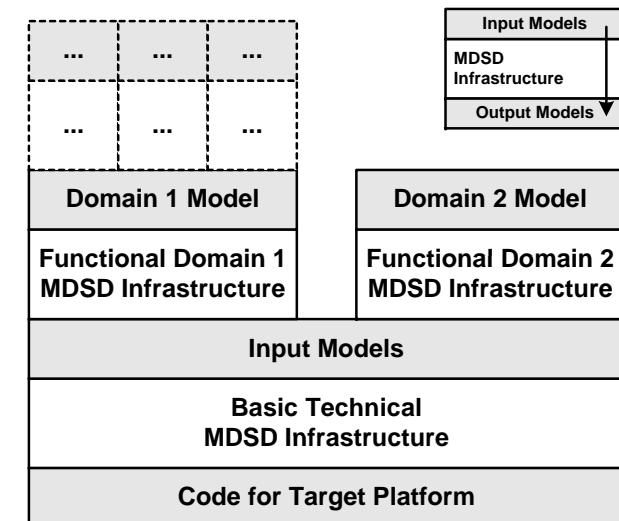 ... ... ...
... ... ...
Input Models
MDSD
Infrastructure
Output Models
Domain 1 Model
Domain 2 Model
Functional Domain 1
MDSD Infrastructure
Functional Domain 2
MDSD Infrastructure
Input Models
Basic Technical
MDSD Infrastructure
Code for Target Platform